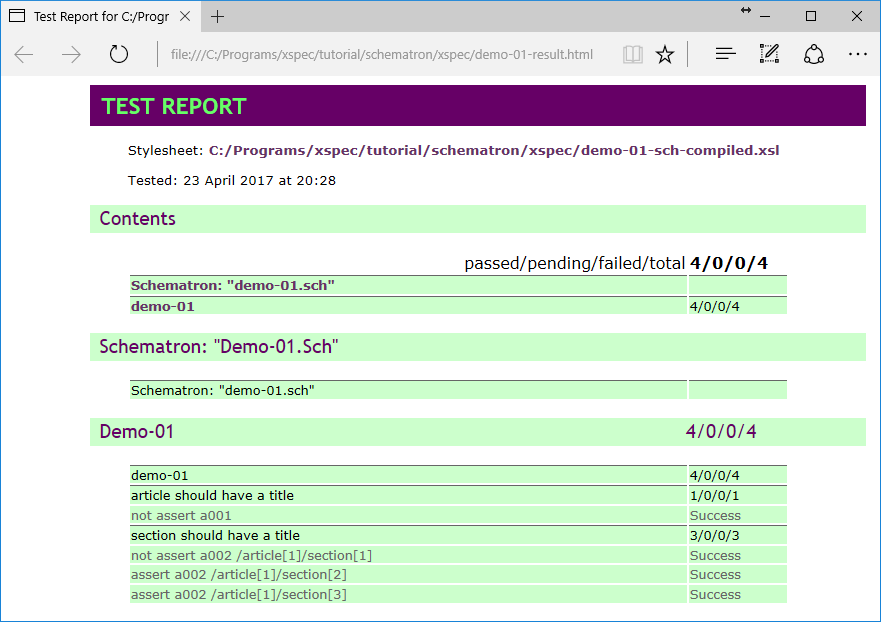 Test Report for C:/Progr
file:///C:/Programs/xspec/tutorial/schematron/xspec/demo-01-result.html
TEST REPORT
Stylesheet: C:/Programs/xspec/tutorial/schematron/xspec/demo-01-sch-compiled.xsl
Tested: 23 April 2017 at 20:28
Contents
passed/pending/failed/total 4/0/0/4
Schematron: "demo-01.sch"
demo-01 4/0/0/4
Schematron: "Demo-01.Sch"
Schematron: "demo-01.sch"
Demo-01 4/0/0/4
demo-01 4/0/0/4
article should have a title 1/0/0/1
not assert a001 Success
section should have a title 3/0/0/3
not assert a002 /article[1]/section[1] Success
assert a002 /article[1]/section[2] Success
assert a002 /article[1]/section[3] Success